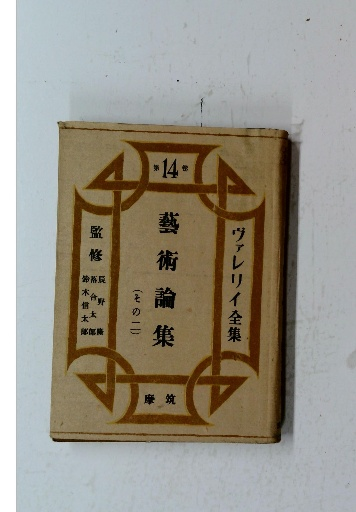 第14巻
ヴァレリイ全集
藝術論集
(その二)
監修
辰野隆
落合太郎
鈴木信太郎
筑摩